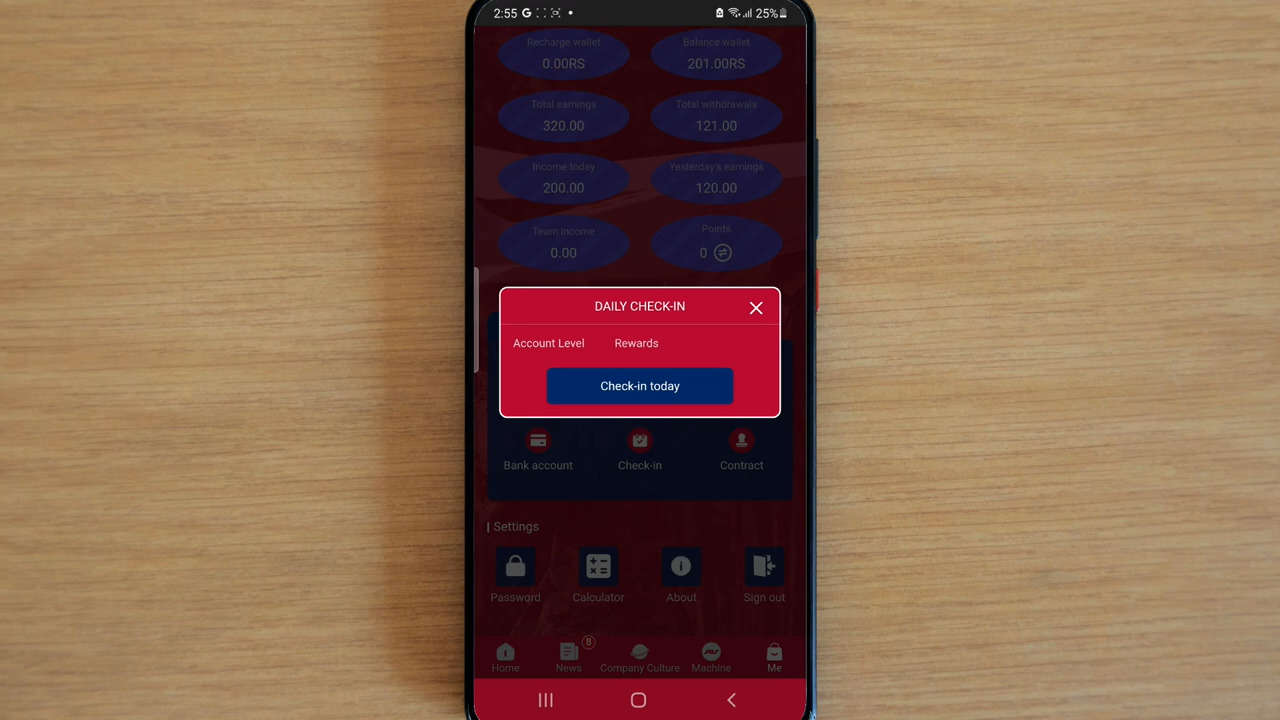 2:55 G 25%
Recharge wallet Balance wallet
0.00RS 201.00RS
Total earnings Total withdrawals
320.00 121.00
Income today Yesterday's earnings
200.00 120.00
Team income Points
0.00 0
DAILY CHECK-IN
Account Level Rewards
Check-in today
Bank account Check-in Contract
Settings
Password Calculator About Sign out
8
Home News Company Culture Machine Me